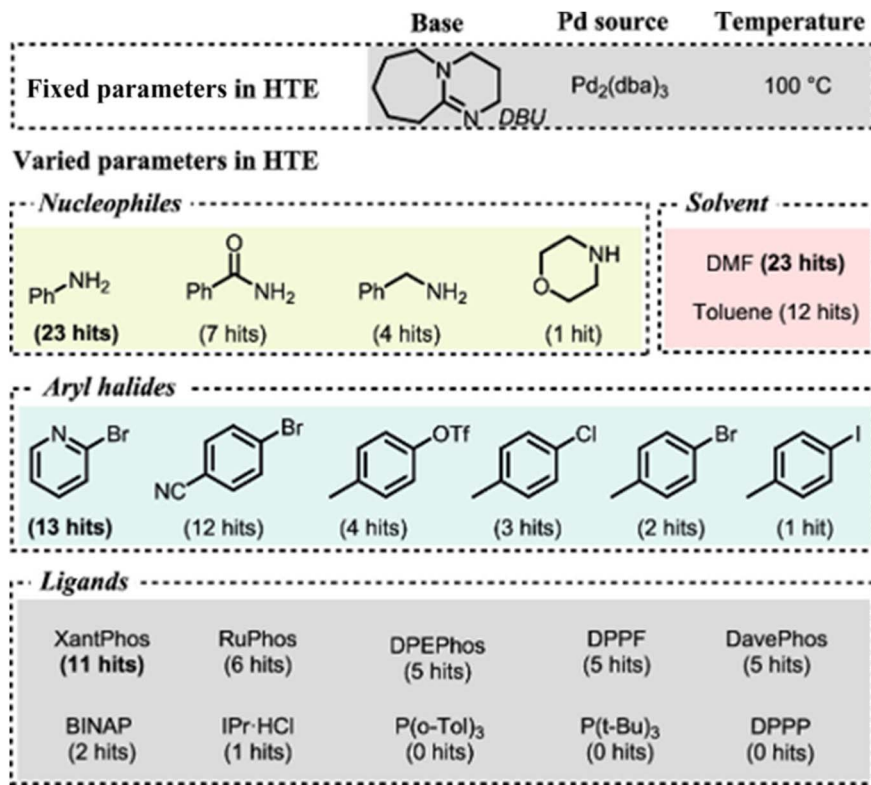 Base Pd source Temperature
Fixed parameters in HTE
N
N DBU
Pd2(dba)3
100 °C
Varied parameters in HTE
Nucleophiles
Ph NH2
(23 hits)
O
Ph NH2
(7 hits)
Ph NH2
(4 hits)
O NH
(1 hit)
Solvent
DMF (23 hits)
Toluene (12 hits)
Aryl halides
N Br
(13 hits)
NC Br
(12 hits)
OTf
(4 hits)
Cl
(3 hits)
Br
(2 hits)
I
(1 hit)
Ligands
XantPhos
(11 hits)
RuPhos
(6 hits)
DPEPhos
(5 hits)
DPPF
(5 hits)
DavePhos
(5 hits)
BINAP
(2 hits)
IPr·HCl
(1 hits)
P(o-Tol)3
(0 hits)
P(t-Bu)3
(0 hits)
DPPP
(0 hits)